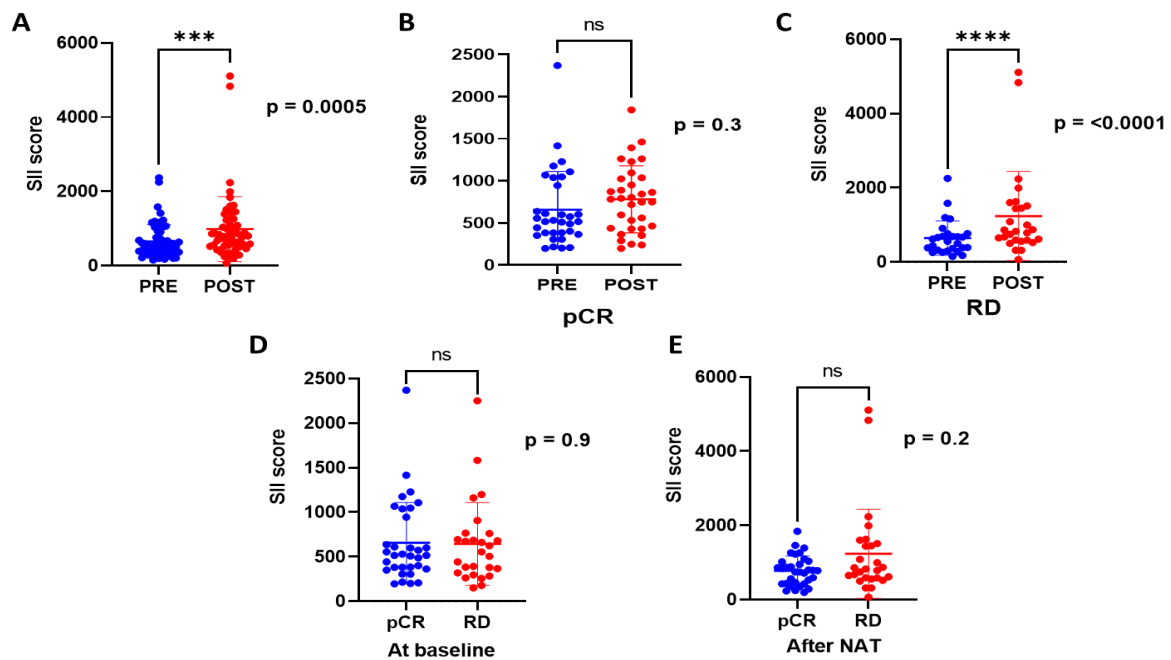 A
***
6000
4000
2000
0
SII score
p = 0.0005
PRE POST
B
ns
2500
2000
1500
1000
500
0
SII score
p = 0.3
PRE POST
pCR
C
****
6000
4000
2000
0
SII score
p = <0.0001
PRE POST
RD
D
ns
2500
2000
1500
1000
500
0
SII score
p = 0.9
pCR RD
At baseline
E
ns
6000
4000
2000
0
SII score
p = 0.2
pCR RD
After NAT